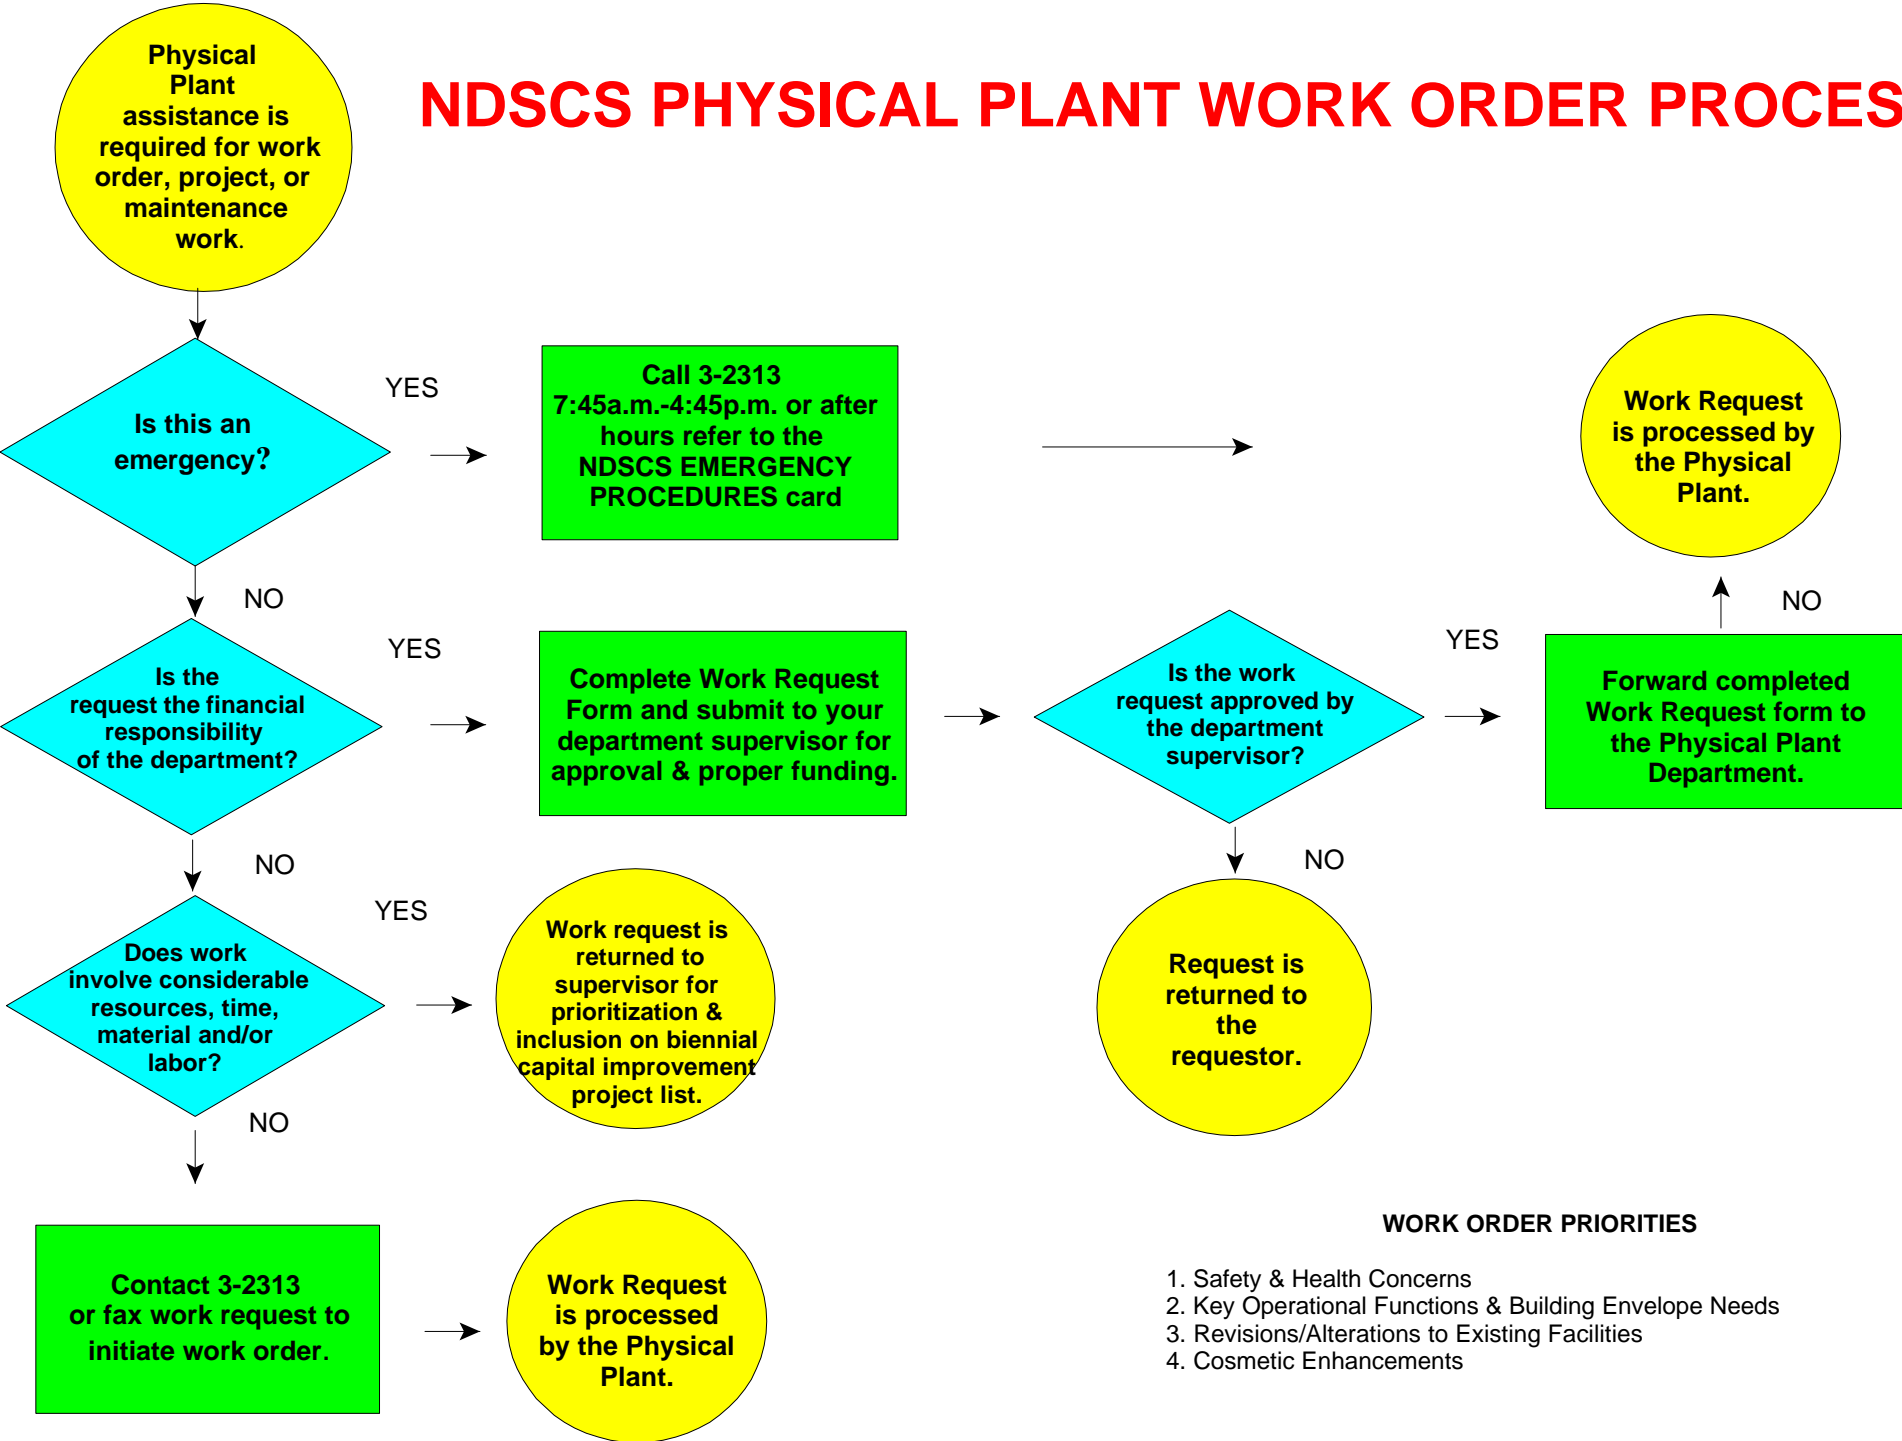 Physical
Plant
assistance is
required for work
order, project, or
maintenance
work.
NDSCS PHYSICAL PLANT WORK ORDER PROCES
Is this an
emergency?
YES
Call 3-2313
7:45a.m.-4:45p.m. or after
hours refer to the
NDSCS EMERGENCY
PROCEDURES card
Work Request
is processed by
the Physical
Plant.
NO
NO
Is the
request the financial
responsibility
of the department?
YES
Complete Work Request
Form and submit to your
department supervisor for
approval & proper funding.
Is the work
request approved by
the department
supervisor?
YES
Forward completed
Work Request form to
the Physical Plant
Department.
NO
NO
Does work
involve considerable
resources, time,
material and/or
labor?
YES
Work request is
returned to
supervisor for
prioritization &
inclusion on biennial
capital improvement
project list.
Request is
returned to
the
requestor.
NO
Contact 3-2313
or fax work request to
initiate work order.
Work Request
is processed
by the Physical
Plant.
WORK ORDER PRIORITIES
1. Safety & Health Concerns
2. Key Operational Functions & Building Envelope Needs
3. Revisions/Alterations to Existing Facilities
4. Cosmetic Enhancements